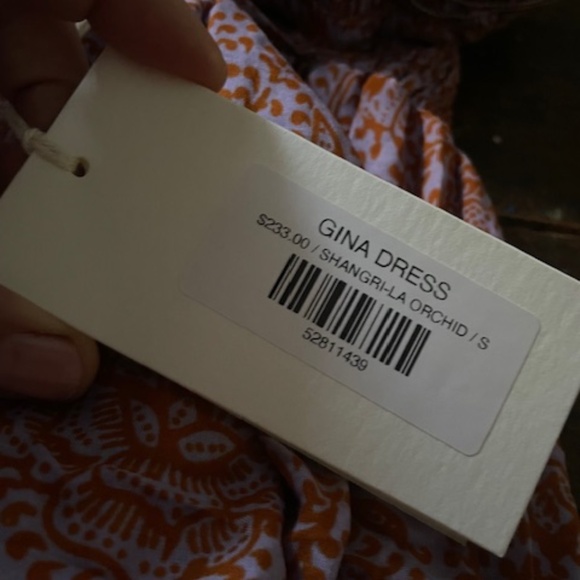 GINA DRESS
$233.00 / SHANGRI-LA ORCHID / S
52811439